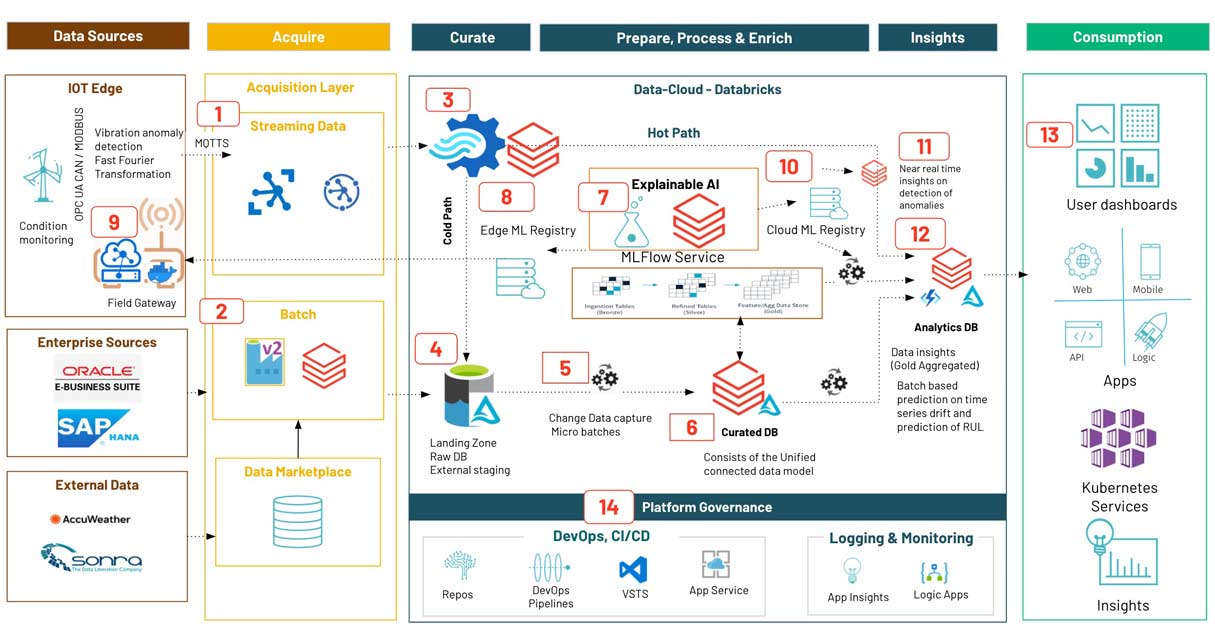 Data Sources
Acquire
Curate
Prepare, Process & Enrich
Insights
Consumption
IOT Edge
OPC UA CAN / MODBUS
Vibration anomaly
detection
Fast Fourier
Transformation
Condition
monitoring
9
Field Gateway
Enterprise Sources
ORACLE
E-BUSINESS SUITE
SAP HANA
External Data
AccuWeather
sonra
The Data Liberation Company
1
MQTTS
Acquisition Layer
Streaming Data
2
Batch
v2
Data Marketplace
Data-Cloud - Databricks
3
Hot Path
Cold Path
8
Edge ML Registry
7
Explainable AI
MLFlow Service
10
Cloud ML Registry
11
Near real time
insights on
detection of
anomalies
12
Analytics DB
Data insights
(Gold Aggregated)
Batch based
prediction on time
series drift and
prediction of RUL
Ingestion Tables
(Bronze)
Refined Tables
(Silver)
Feature/Agg Data Store
(Gold)
4
Landing Zone
Raw DB
External staging
5
Change Data capture
Micro batches
6
Curated DB
Consists of the Unified
connected data model
14
Platform Governance
DevOps, CI/CD
Repos
DevOps
Pipelines
VSTS
App Service
Logging & Monitoring
App Insights
Logic Apps
13
User dashboards
Web
Mobile
API
Logic
Apps
Kubernetes
Services
Insights